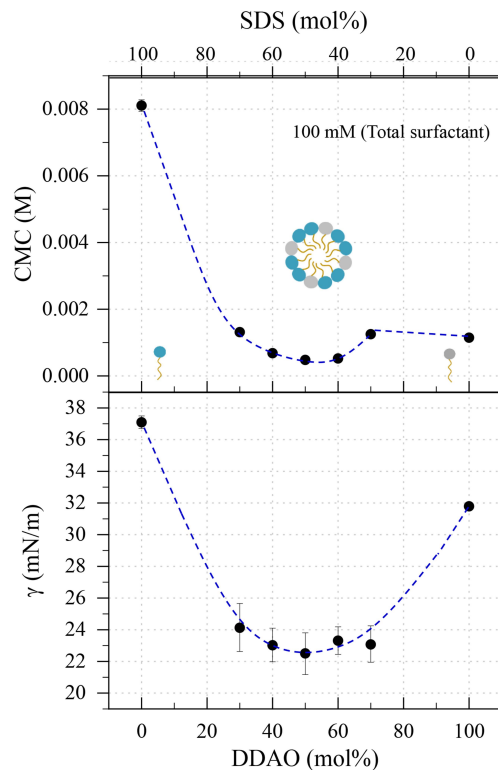 SDS (mol%)
100 80 60 40 20 0
0.008
100 mM (Total surfactant)
0.006
CMC (M)
0.004
0.002
0.000
38
36
34
32
30
γ (mN/m)
28
26
24
22
20
0 20 40 60 80 100
DDAO (mol%)